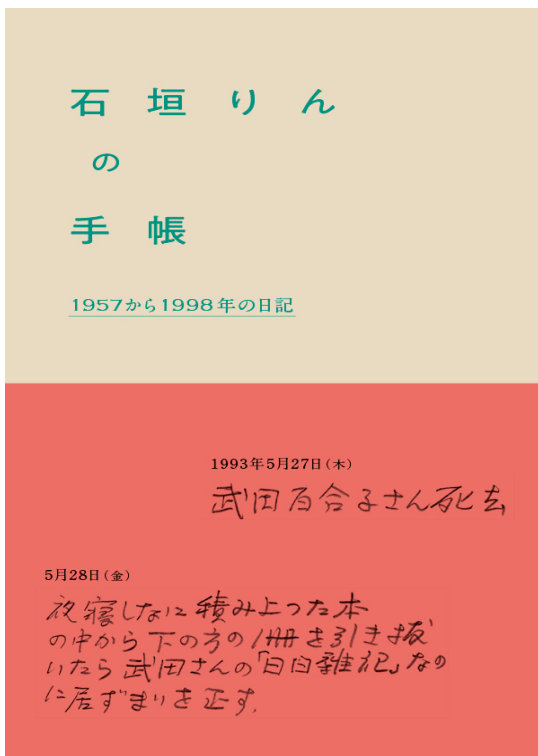 石垣りん
の
手帳
1957から1998年の日記
1993年5月27日(木)
武田百合子さん死去
5月28日(金)
夜寝しなに積み上った本
の中から下の方の1冊を引き抜
いたら武田さんの「日日雑記」なの
に居ずまいを正す。